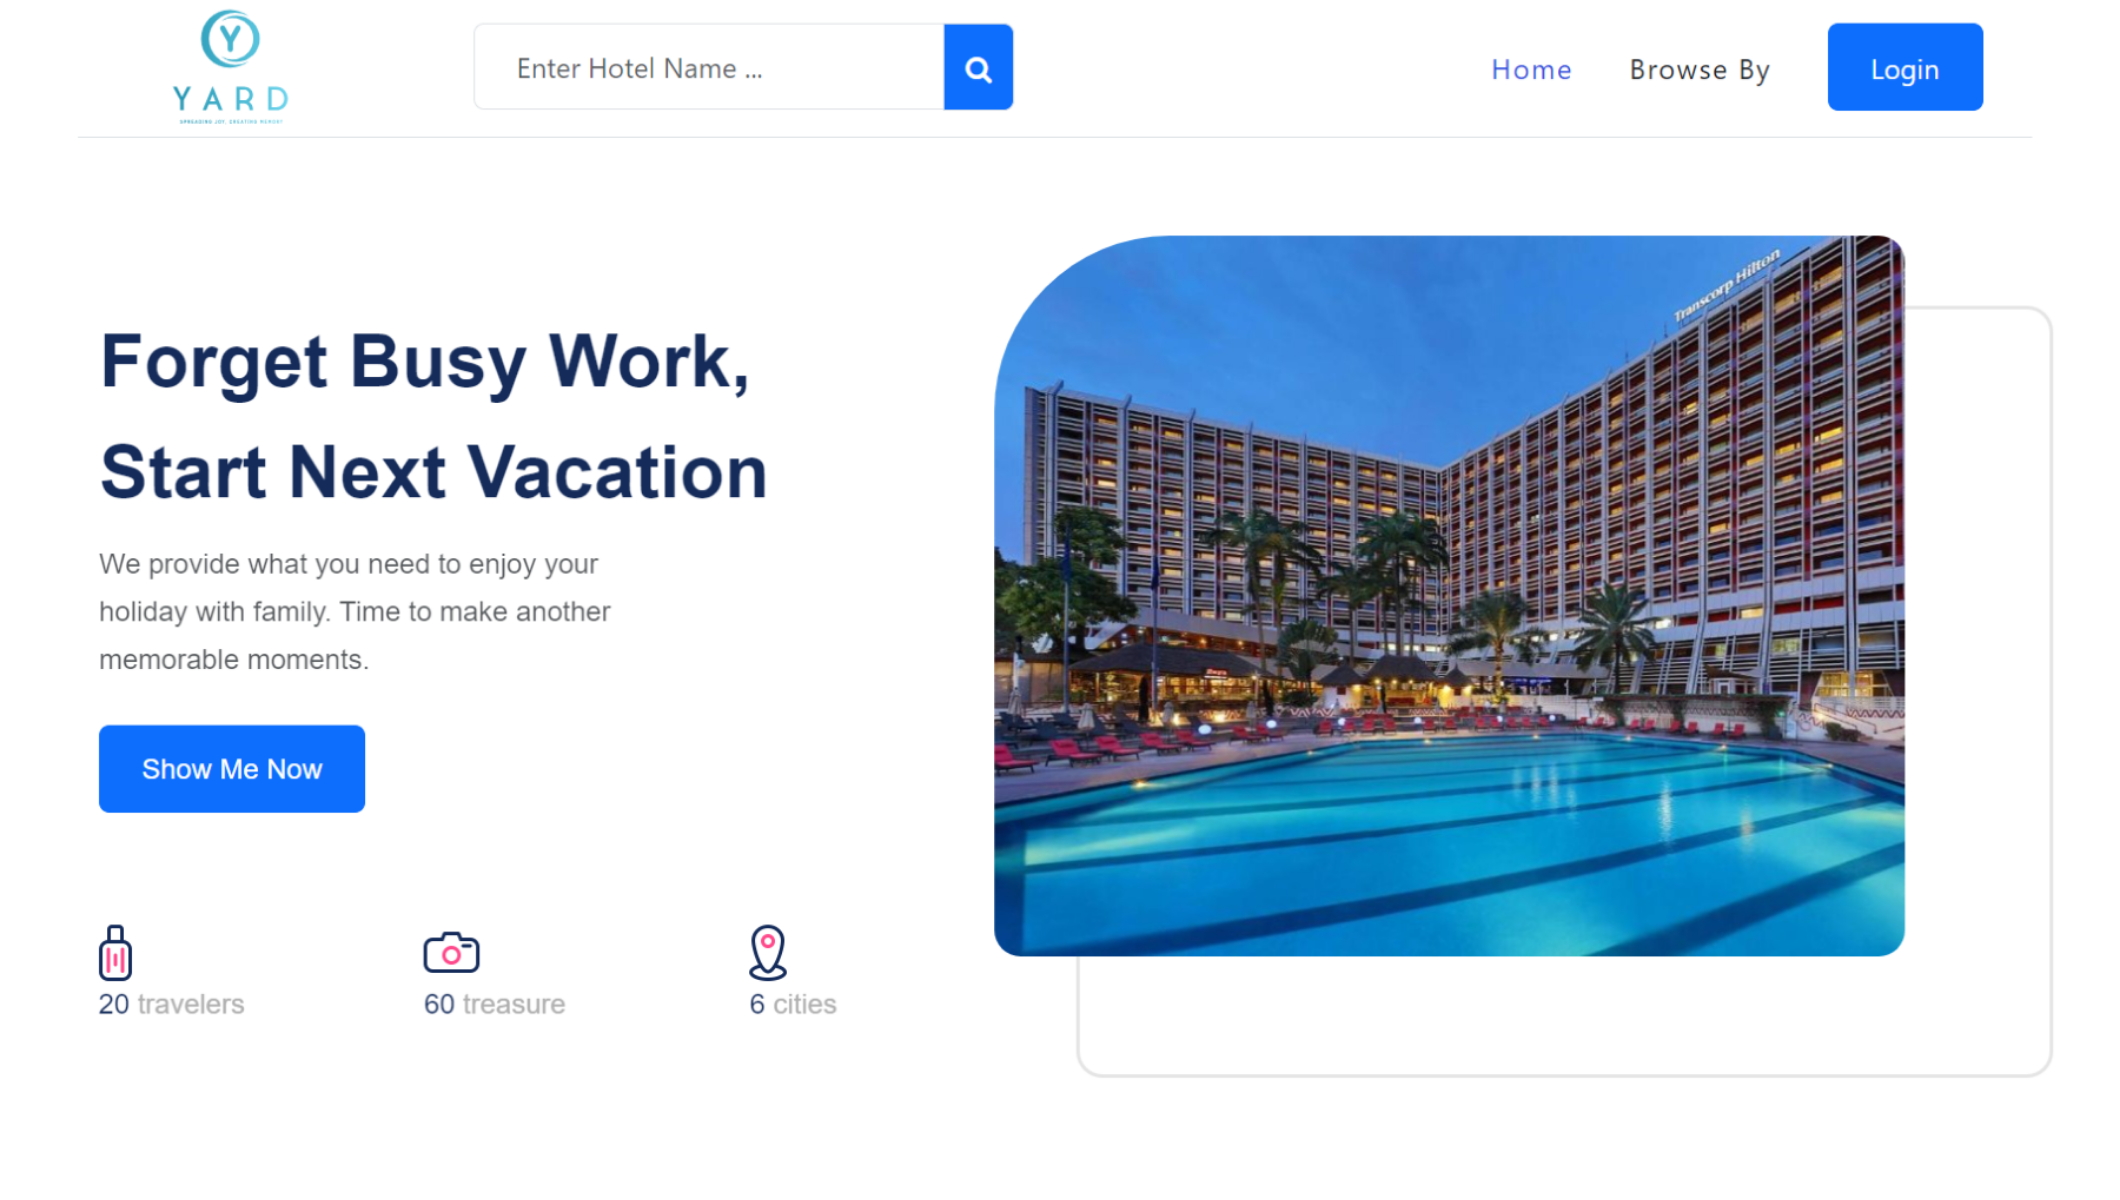 Y
YARD
SPREADING JOY, CREATING MEMORY
Enter Hotel Name ...
Home
Browse By
Login
Forget Busy Work,
Start Next Vacation
We provide what you need to enjoy your
holiday with family. Time to make another
memorable moments.
Show Me Now
20 travelers
60 treasure
6 cities
Transcorp Hilton